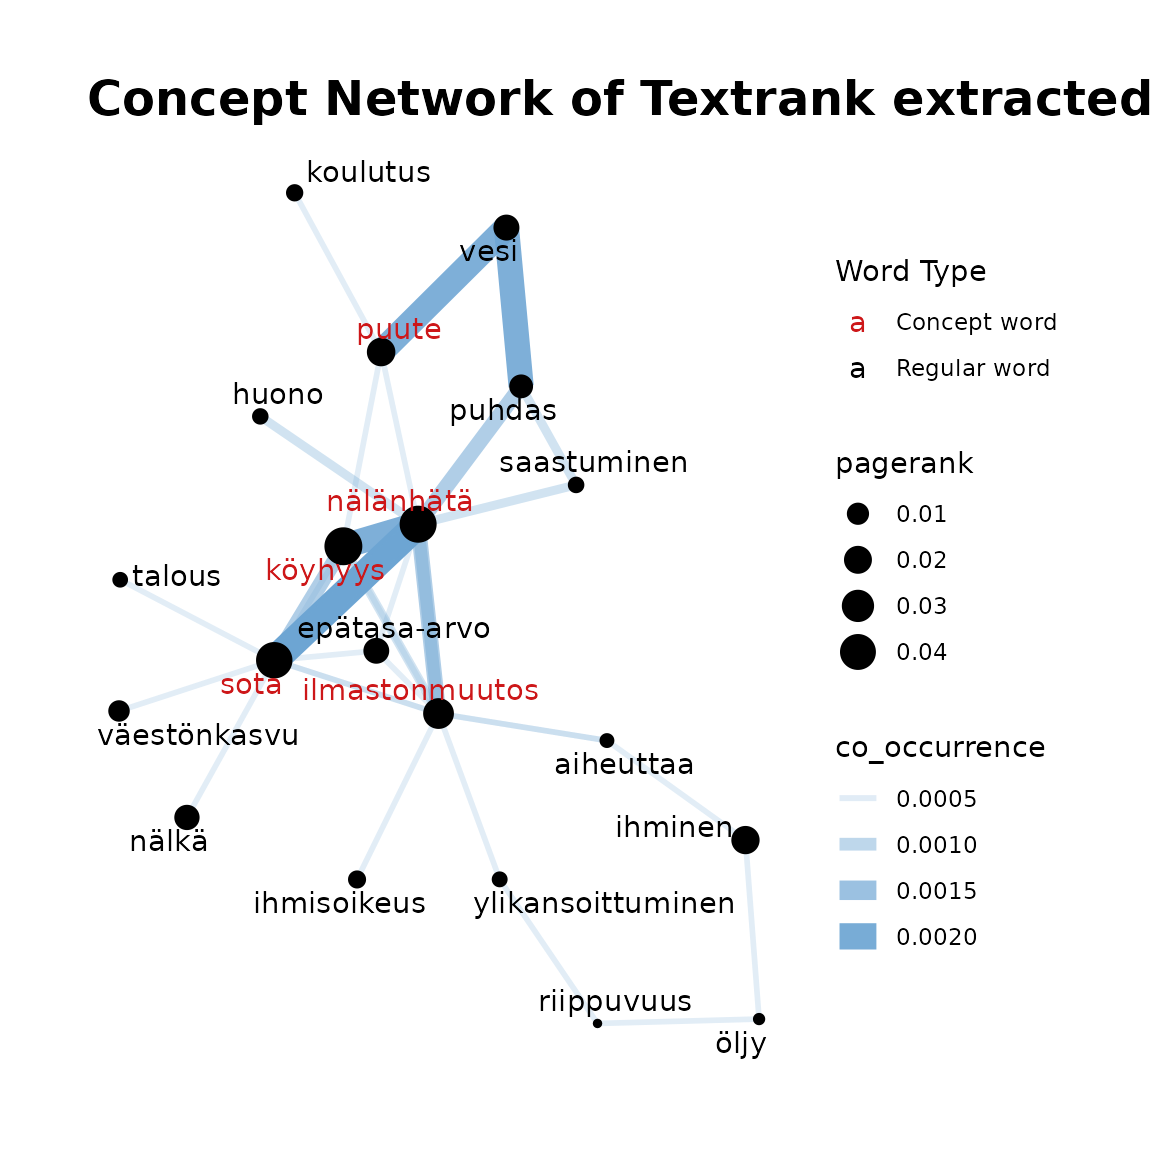 Concept Network of Textrank extracted
koulutus
vesi
puute
huono
puhdas
saastuminen
nälänhätä
köyhyys
talous
epätasa-arvo
sota
ilmastonmuutos
väestönkasvu
aiheuttaa
ihminen
nälkä
ihmisoikeus
ylikansoittuminen
riippuvuus
öljy
Word Type
a Concept word
a Regular word
pagerank
0.01
0.02
0.03
0.04
co_occurrence
0.0005
0.0010
0.0015
0.0020